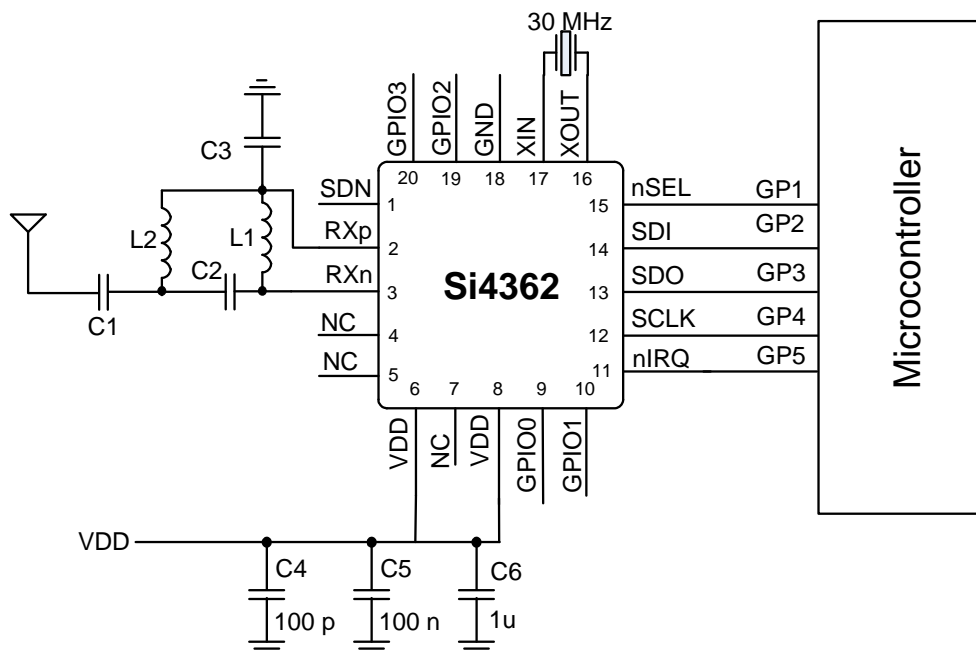 30 MHz
GPIO3
GPIO2
GND
XIN
XOUT
C3
20
19
18
17
16
SDN
1
15
nSEL
GP1
L2
L1
RXp
2
14
SDI
GP2
C2
RXn
3
Si4362
13
SDO
GP3
C1
NC
4
12
SCLK
GP4
NC
5
11
nIRQ
GP5
Microcontroller
6
7
8
9
10
VDD
NC
VDD
GPIO0
GPIO1
VDD
C4
C5
C6
100 p
100 n
1u